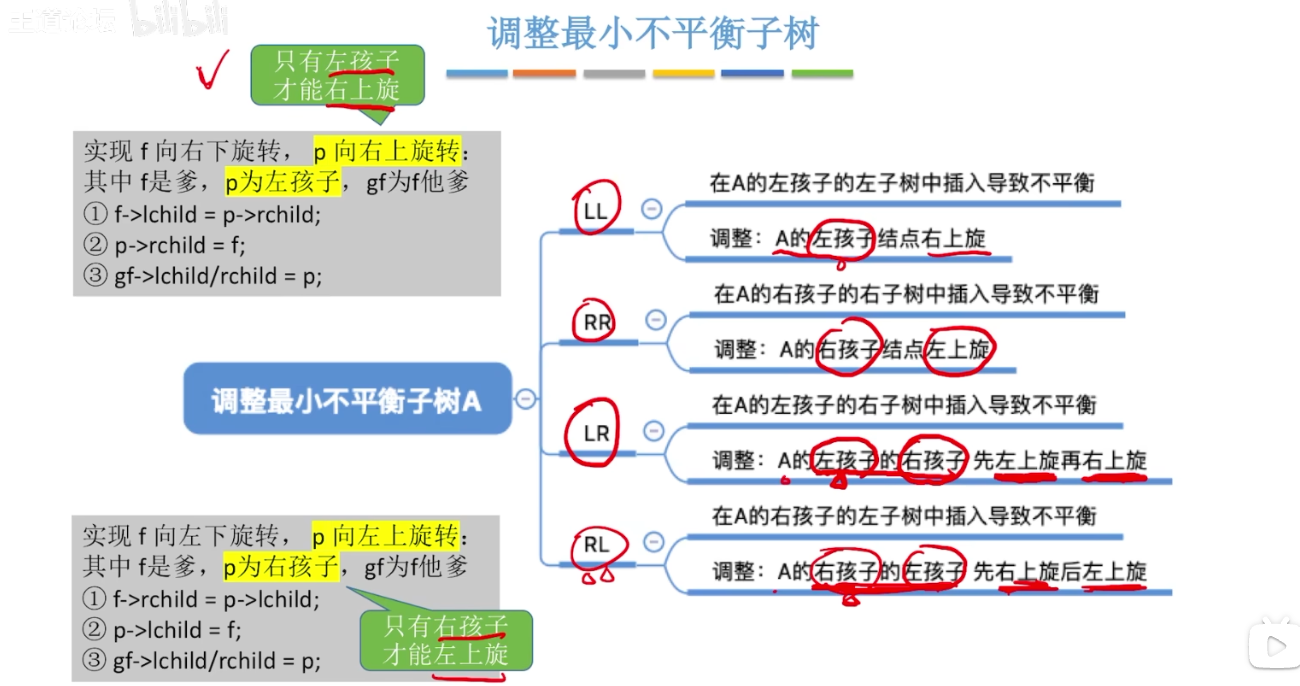 王道论坛 bilibili
调整最小不平衡子树
只有左孩子
才能右上旋
实现 f 向右下旋转， p 向右上旋转：
其中 f是爹，p为左孩子，gf为f他爹
① f->lchild = p->rchild;
② p->rchild = f;
③ gf->lchild/rchild = p;
调整最小不平衡子树A
LL
在A的左孩子的左子树中插入导致不平衡
调整：A的左孩子结点右上旋
RR
在A的右孩子的右子树中插入导致不平衡
调整：A的右孩子结点左上旋
LR
在A的左孩子的右子树中插入导致不平衡
调整：A的左孩子的右孩子 先左上旋再右上旋
RL
在A的右孩子的左子树中插入导致不平衡
调整：A的右孩子的左孩子 先右上旋后左上旋
实现 f 向左下旋转， p 向左上旋转：
其中 f是爹，p为右孩子，gf为f他爹
① f->rchild = p->lchild;
② p->lchild = f;
③ gf->lchild/rchild = p;
只有右孩子
才能左上旋